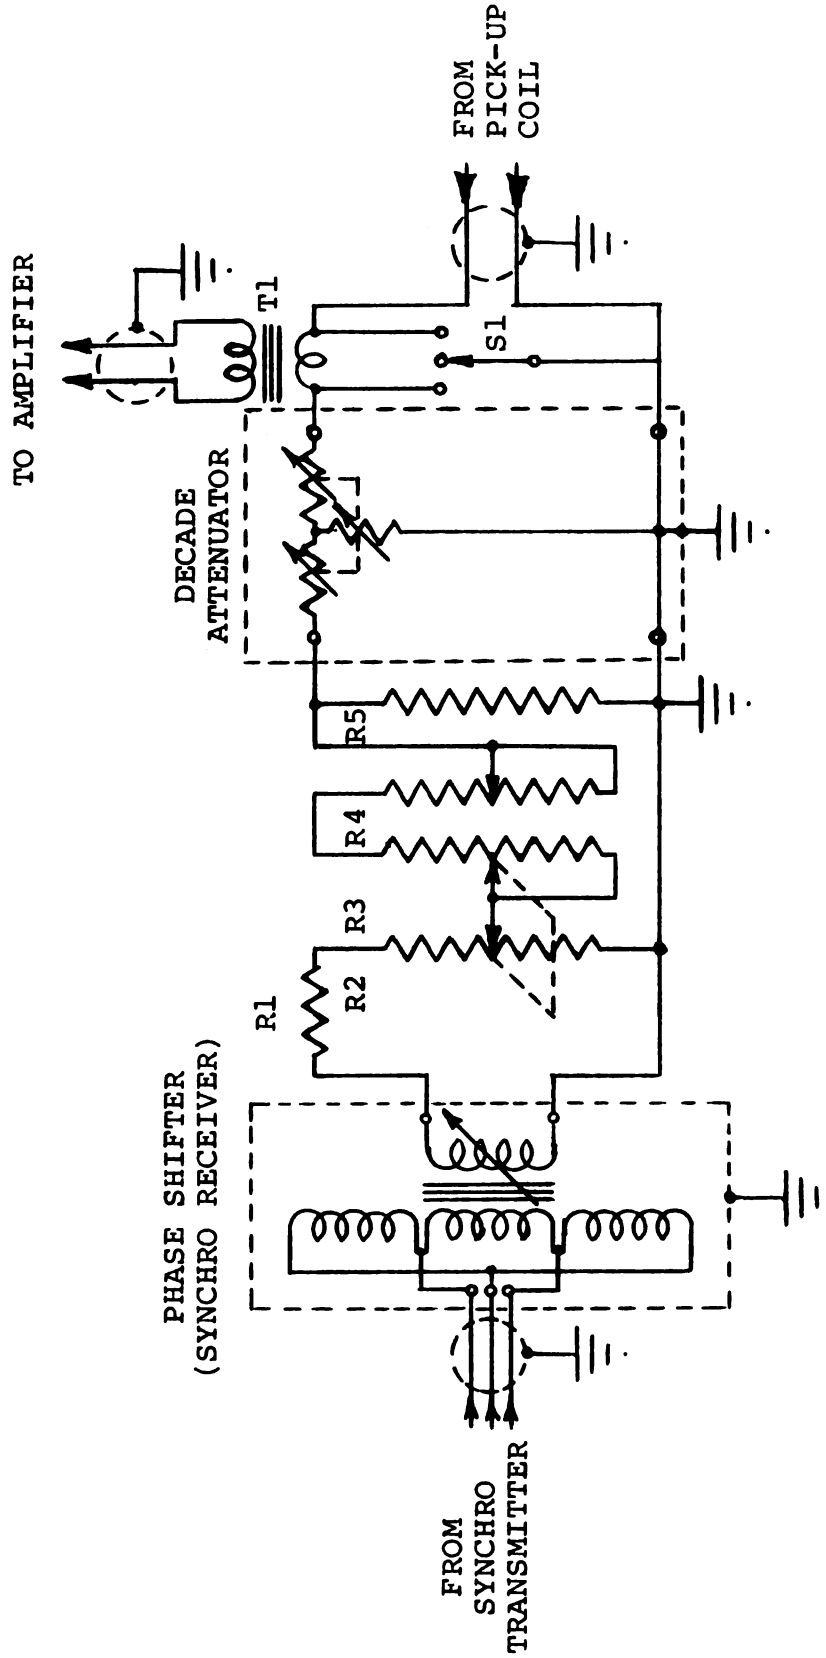 TO AMPLIFIER
T1
FROM
PICK-UP
COIL
S1
DECADE
ATTENUATOR
R5
R4
R3
R2
R1
PHASE SHIFTER
(SYNCHRO RECEIVER)
FROM
SYNCHRO
TRANSMITTER